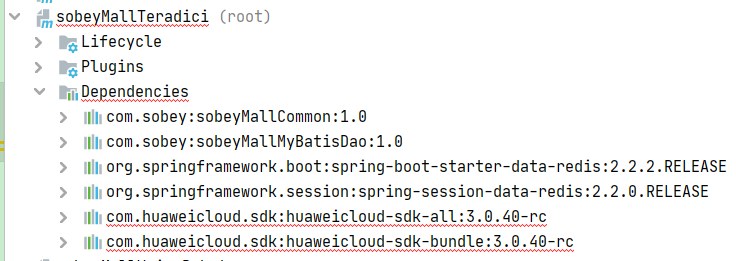 sobeyMallTeradici (root)
Lifecycle
Plugins
Dependencies
com.sobey:sobeyMallCommon:1.0
com.sobey:sobeyMallMyBatisDao:1.0
org.springframework.boot:spring-boot-starter-data-redis:2.2.2.RELEASE
org.springframework.session:spring-session-data-redis:2.2.0.RELEASE
com.huaweicloud.sdk:huaweicloud-sdk-all:3.0.40-rc
com.huaweicloud.sdk:huaweicloud-sdk-bundle:3.0.40-rc